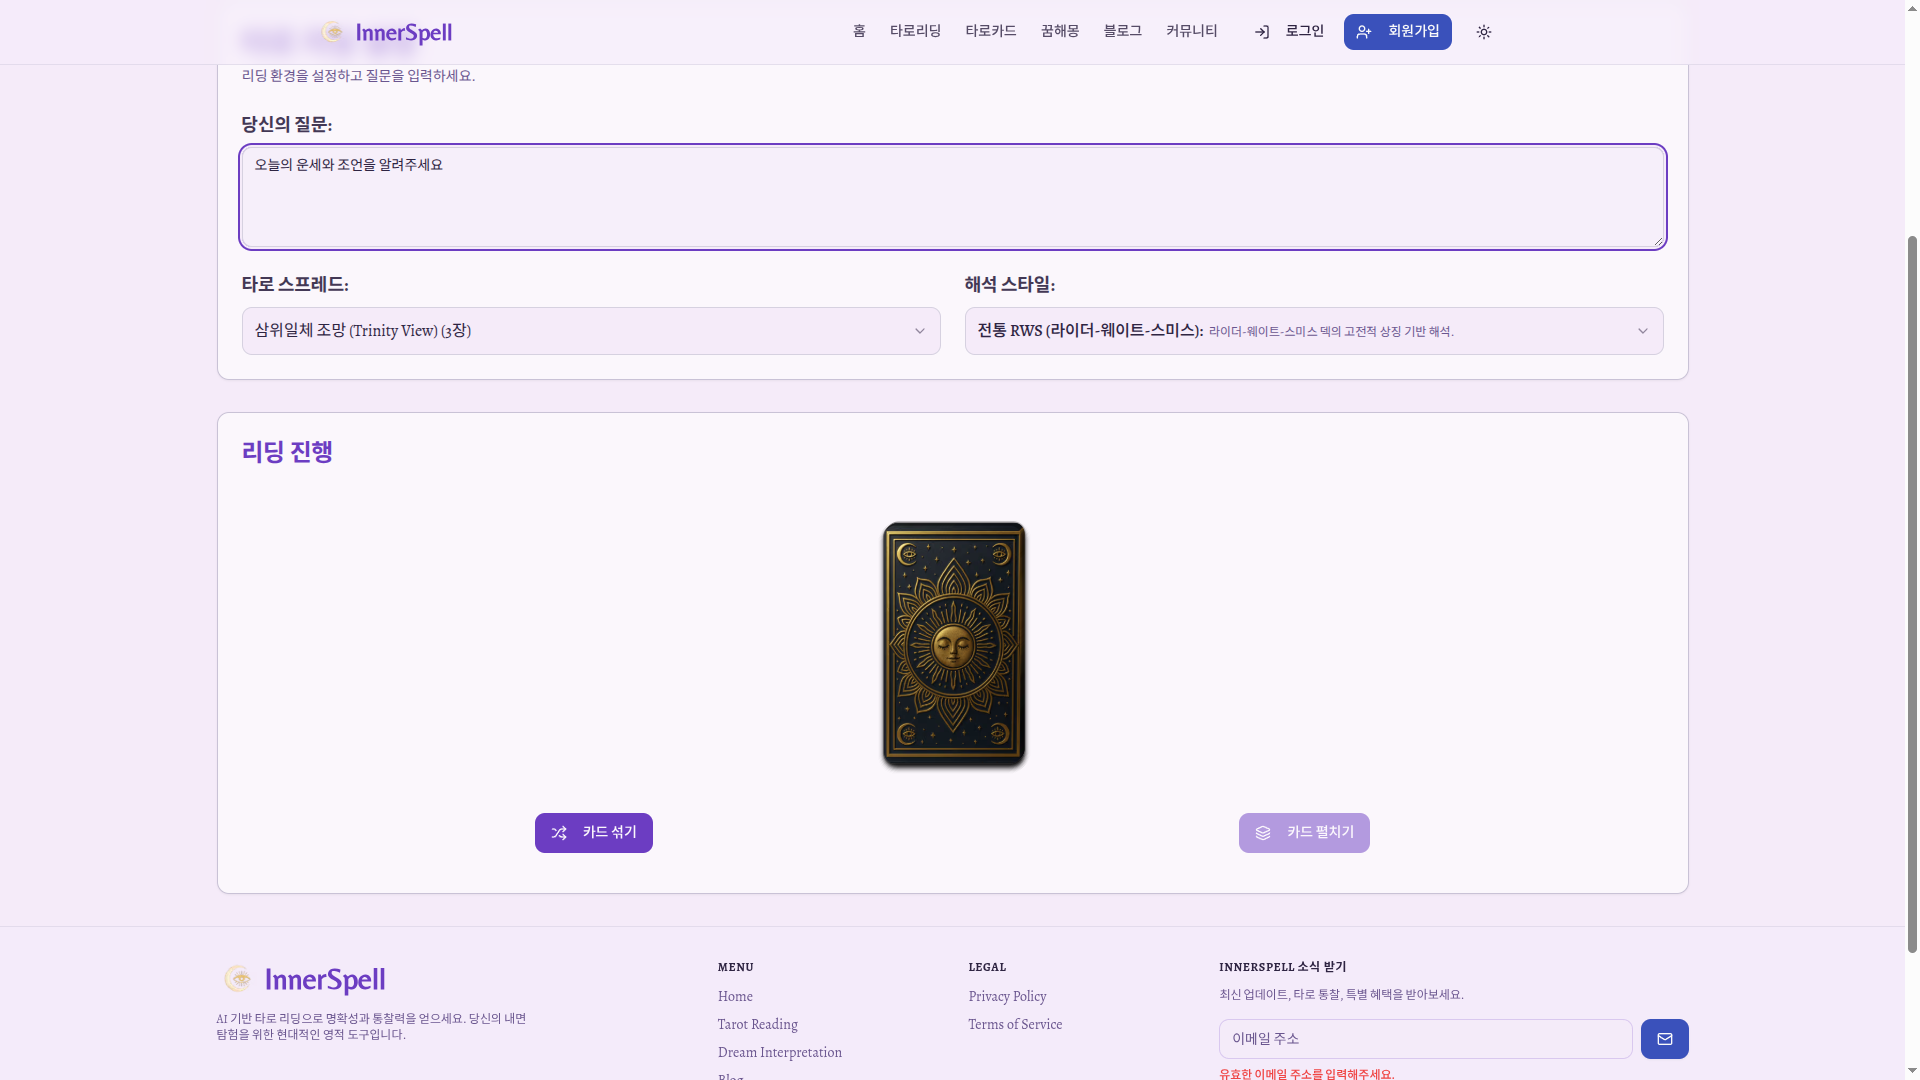 InnerSpell
홈 타로리딩 타로카드 꿈해몽 블로그 커뮤니티 로그인 회원가입
리딩 환경을 설정하고 질문을 입력하세요.
당신의 질문:
오늘의 운세와 조언을 알려주세요
타로 스프레드:
삼위일체 조망 (Trinity View) (3장)
해석 스타일:
전통 RWS (라이더-웨이트-스미스): 라이더-웨이트-스미스 덱의 고전적 상징 기반 해석.
리딩 진행
카드 섞기
카드 펼치기
InnerSpell
AI 기반 타로 리딩으로 명확성과 통찰력을 얻으세요. 당신의 내면
탐험을 위한 현대적인 영적 도구입니다.
MENU
Home
Tarot Reading
Dream Interpretation
Blog
LEGAL
Privacy Policy
Terms of Service
INNERSPELL 소식 받기
최신 업데이트, 타로 통찰, 특별 혜택을 받아보세요.
이메일 주소
유효한 이메일 주소를 입력해주세요.